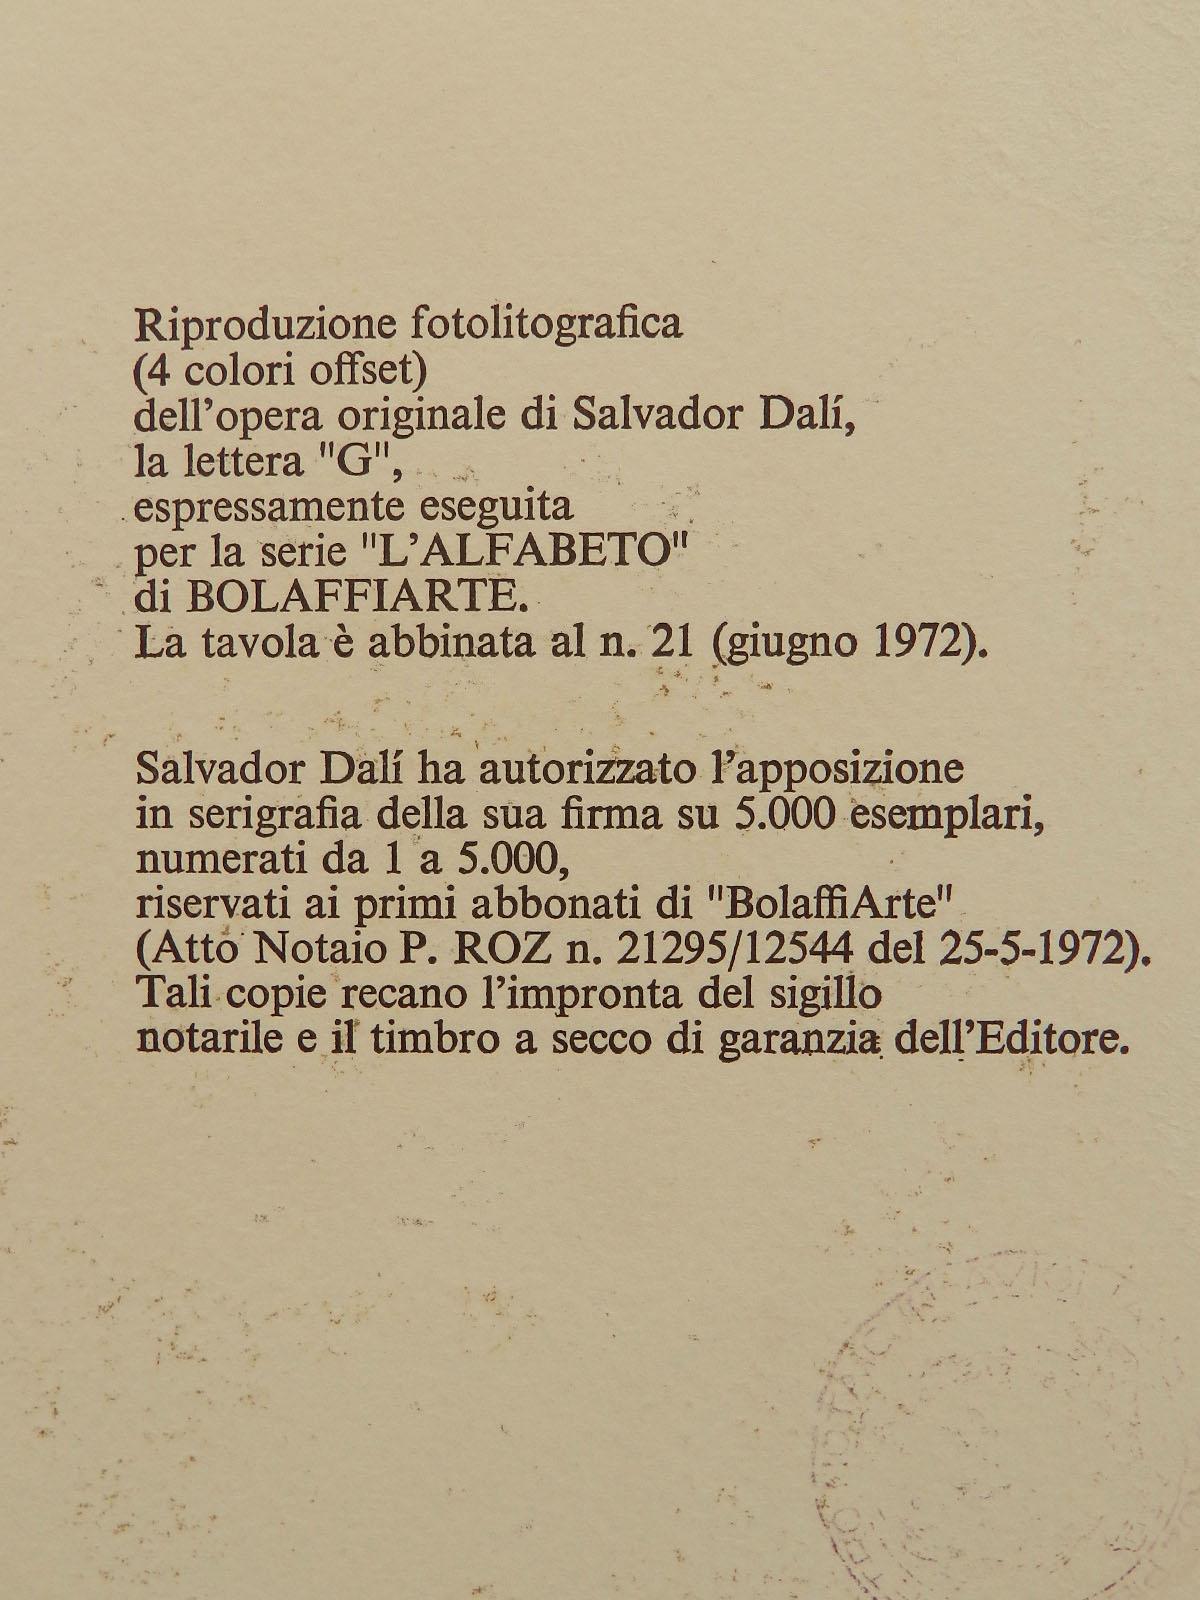 Riproduzione fotolitografica
(4 colori offset)
dell'opera originale di Salvador Dalí,
la lettera "G",
espressamente eseguita
per la serie "L'ALFABETO"
di BOLAFFIARTE.
La tavola è abbinata al n. 21 (giugno 1972).
Salvador Dalí ha autorizzato l'apposizione
in serigrafia della sua firma su 5.000 esemplari,
numerati da 1 a 5.000,
riservati ai primi abbonati di "BolaffiArte"
(Atto Notaio P. ROZ n. 21295/12544 del 25-5-1972).
Tali copie recano l'impronta del sigillo
notarile e il timbro a secco di garanzia dell'Editore.